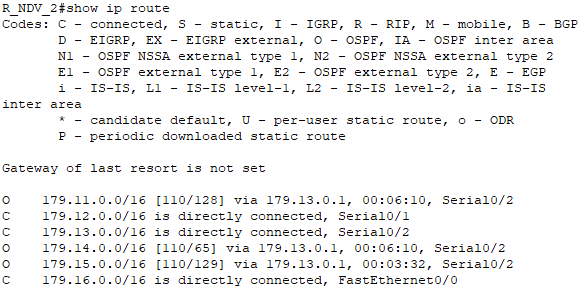 R_NDV_2#show ip route
Codes: C - connected, S - static, I - IGRP, R - RIP, M - mobile, B - BGP
       D - EIGRP, EX - EIGRP external, O - OSPF, IA - OSPF inter area
       N1 - OSPF NSSA external type 1, N2 - OSPF NSSA external type 2
       E1 - OSPF external type 1, E2 - OSPF external type 2, E - EGP
       i - IS-IS, L1 - IS-IS level-1, L2 - IS-IS level-2, ia - IS-IS
inter area
       * - candidate default, U - per-user static route, o - ODR
       P - periodic downloaded static route

Gateway of last resort is not set

O    179.11.0.0/16 [110/128] via 179.13.0.1, 00:06:10, Serial0/2
C    179.12.0.0/16 is directly connected, Serial0/1
C    179.13.0.0/16 is directly connected, Serial0/2
O    179.14.0.0/16 [110/65] via 179.13.0.1, 00:06:10, Serial0/2
O    179.15.0.0/16 [110/129] via 179.13.0.1, 00:03:32, Serial0/2
C    179.16.0.0/16 is directly connected, FastEthernet0/0